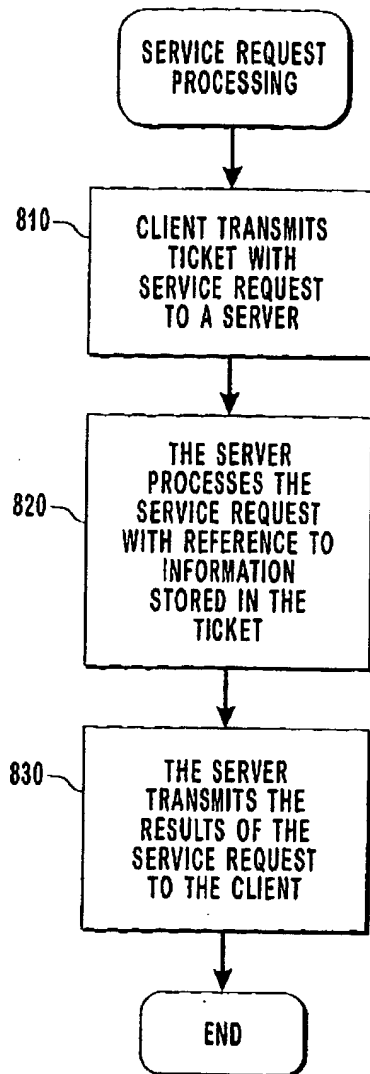 SERVICE REQUEST
PROCESSING
810
CLIENT TRANSMITS
TICKET WITH
SERVICE REQUEST
TO A SERVER
820
THE SERVER
PROCESSES THE
SERVICE REQUEST
WITH REFERENCE TO
INFORMATION
STORED IN THE
TICKET
830
THE SERVER
TRANSMITS THE
RESULTS OF THE
SERVICE REQUEST
TO THE CLIENT
END